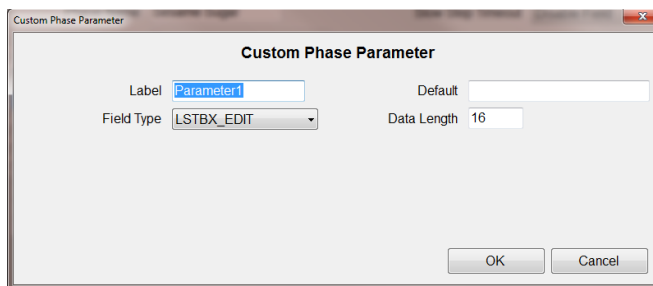 Custom Phase Parameter
Custom Phase Parameter
Label Parameter1 Default
Field Type LSTBX_EDIT Data Length 16
OK Cancel